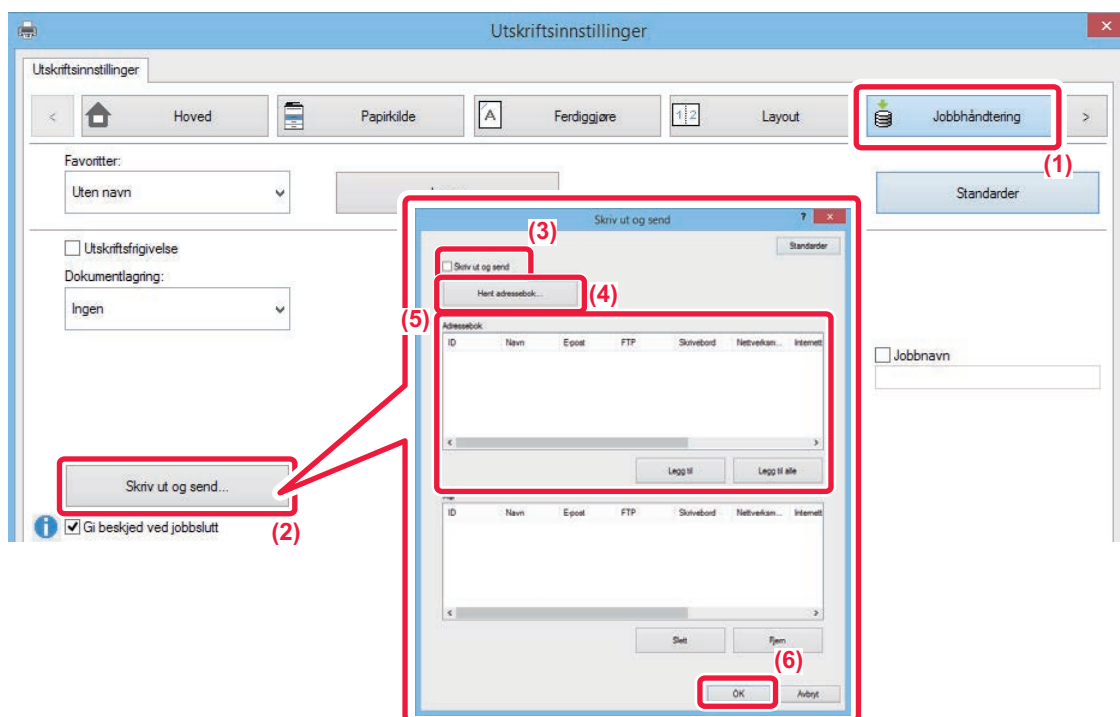 Utskriftsinnstillinger
Utskriftsinnstillinger
< Hoved Papirkilde Ferdiggjøre 1 2 Layout Jobbhåndtering >
(1)
Favoritter:
Uten navn
Standarder
Utskriftsfrigivelse
Dokumentlagring:
Ingen
Jobbnavn
Skriv ut og send...
(2)
Gi beskjed ved jobbslutt
Skriv ut og send ?
(3)
Standarder
Skriv ut og send
Hent adressebok...
(4)
(5)
Adressebok
ID Navn E-post FTP Skrivebord Nettverksm... Internett
< >
Legg til Legg til alle
ID Navn E-post FTP Skrivebord Nettverksm... Internett
< >
Slett Fjern
(6)
OK Avbryt